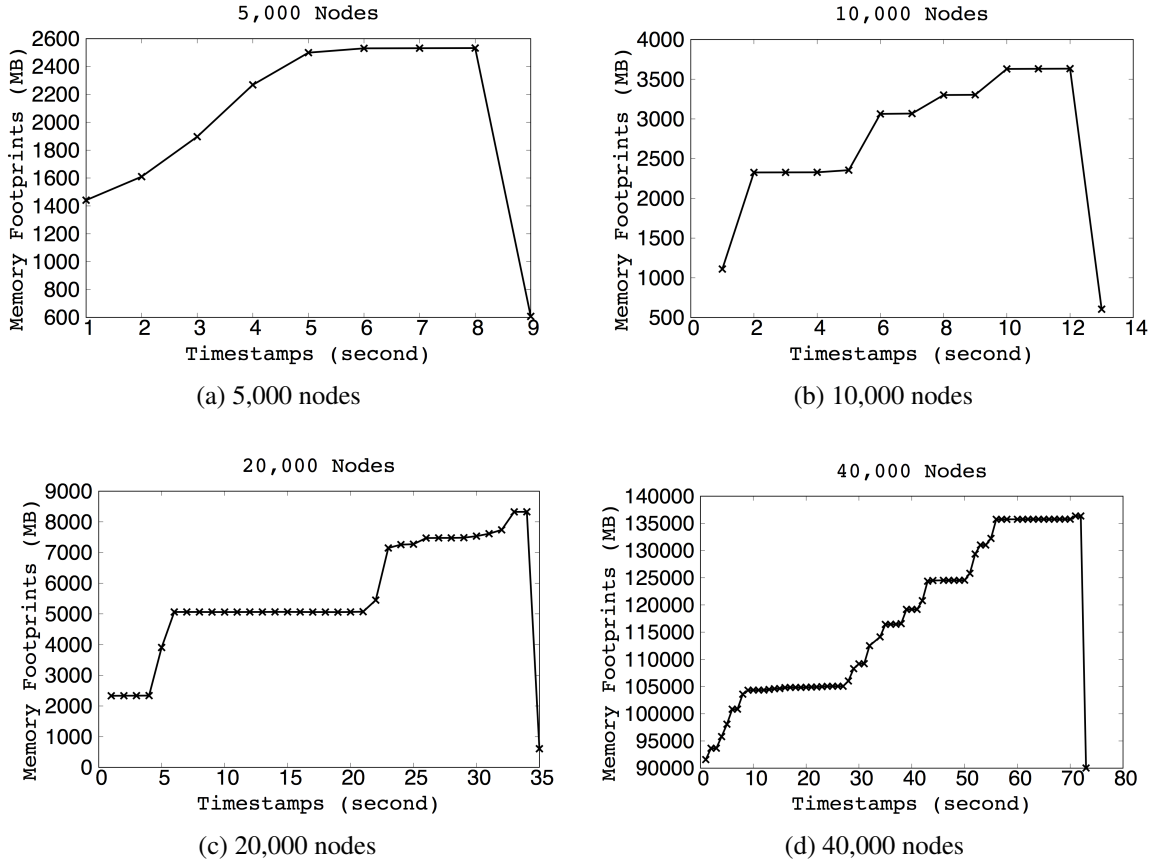 5,000 Nodes
Memory Footprints (MB)
2600
2400
2200
2000
1800
1600
1400
1200
1000
800
600
1 2 3 4 5 6 7 8 9
Timestamps (second)
(a) 5,000 nodes
10,000 Nodes
Memory Footprints (MB)
4000
3500
3000
2500
2000
1500
1000
500
0 2 4 6 8 10 12 14
Timestamps (second)
(b) 10,000 nodes
20,000 Nodes
Memory Footprints (MB)
9000
8000
7000
6000
5000
4000
3000
2000
1000
0
0 5 10 15 20 25 30 35
Timestamps (second)
(c) 20,000 nodes
40,000 Nodes
Memory Footprints (MB)
140000
135000
130000
125000
120000
115000
110000
105000
100000
95000
90000
0 10 20 30 40 50 60 70 80
Timestamps (second)
(d) 40,000 nodes